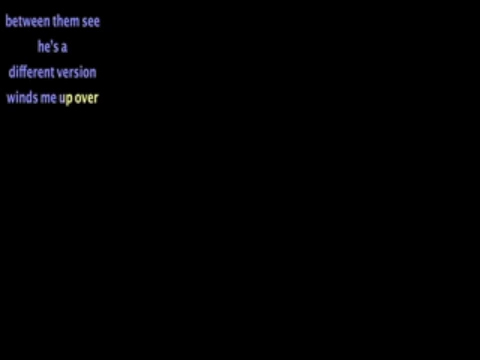 between them see
he's a
different version
winds me up over